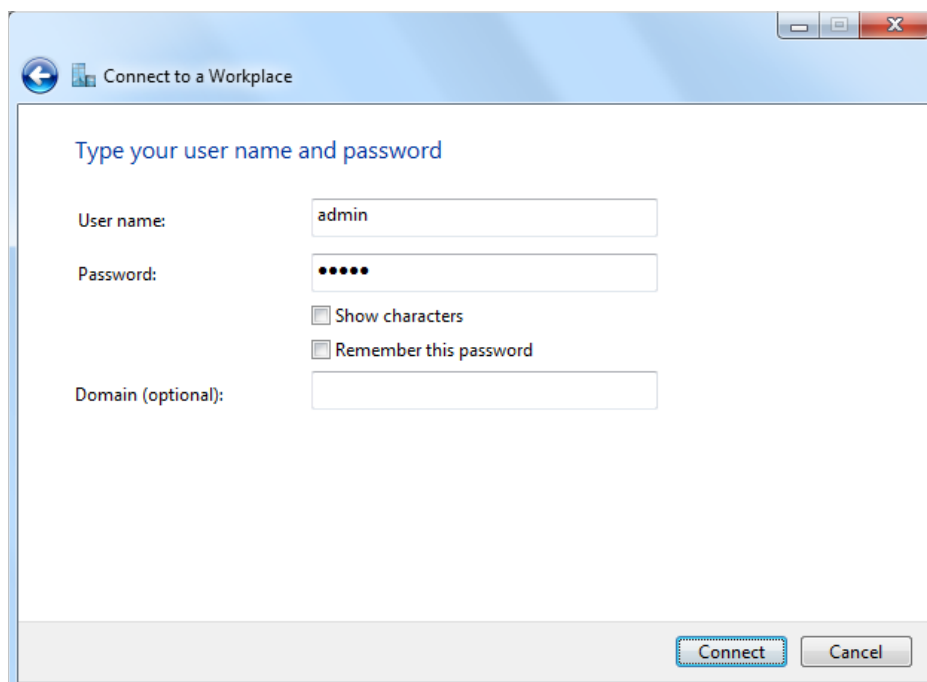 Connect to a Workplace
Type your user name and password
User name:
admin
Password:
•••••
Show characters
Remember this password
Domain (optional):
Connect
Cancel